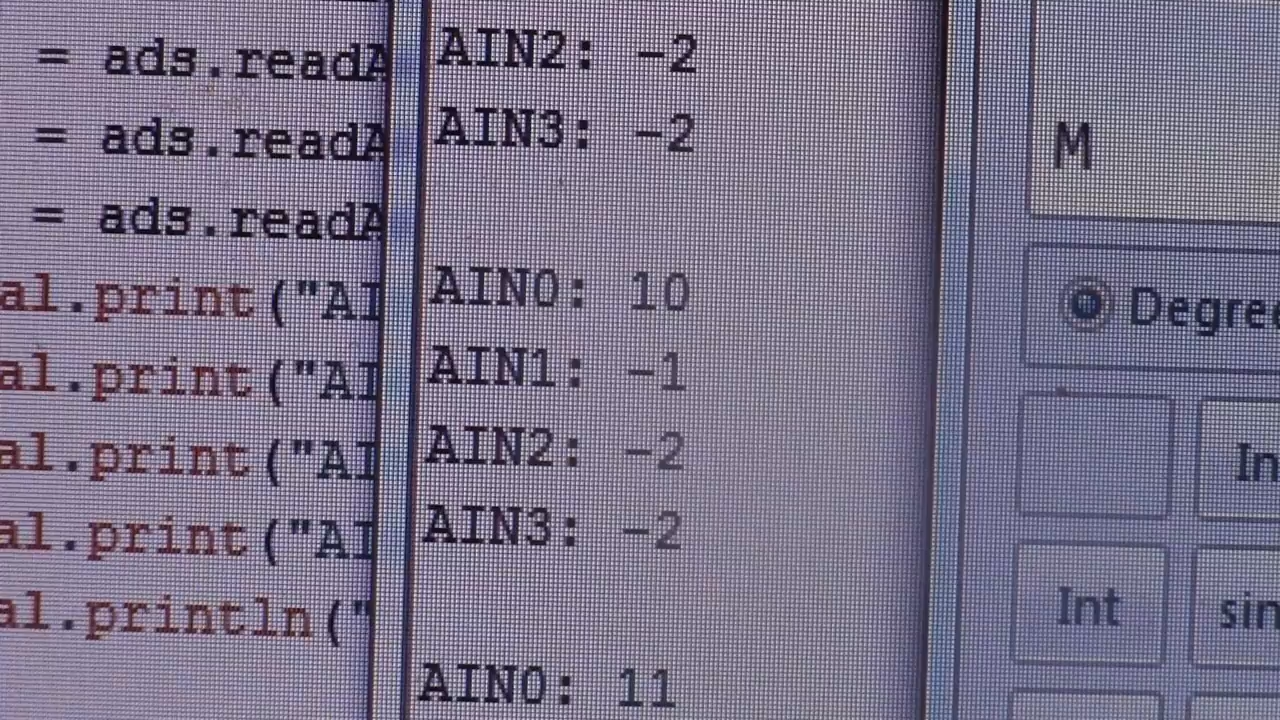 = ads.readA
= ads.readA
= ads.readA
al.print("AI
al.print("AI
al.print("AI
al.print("AI
al.println("
AIN2: -2
AIN3: -2
AIN0: 10
AIN1: -1
AIN2: -2
AIN3: -2
AIN0: 11
M
Degree
In
Int
sin